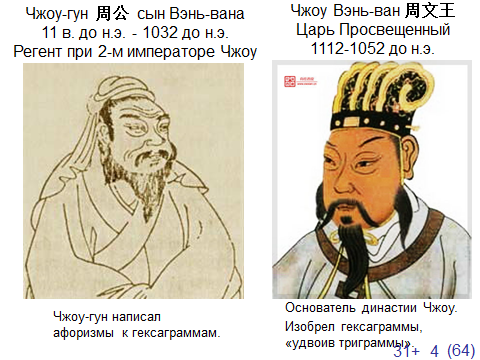 Чжоу-гун 周公 сын Вэнь-вана
11 в. до н.э. - 1032 до н.э.
Регент при 2-м императоре Чжоу
Чжоу-гун написал
афоризмы к гексаграммам.
Чжоу Вэнь-ван 周文王
Царь Просвещенный
1112-1052 до н.э.
Основатель династии Чжоу.
Изобрел гексаграммы,
«удвоив триграммы».
31+ 4 (64)